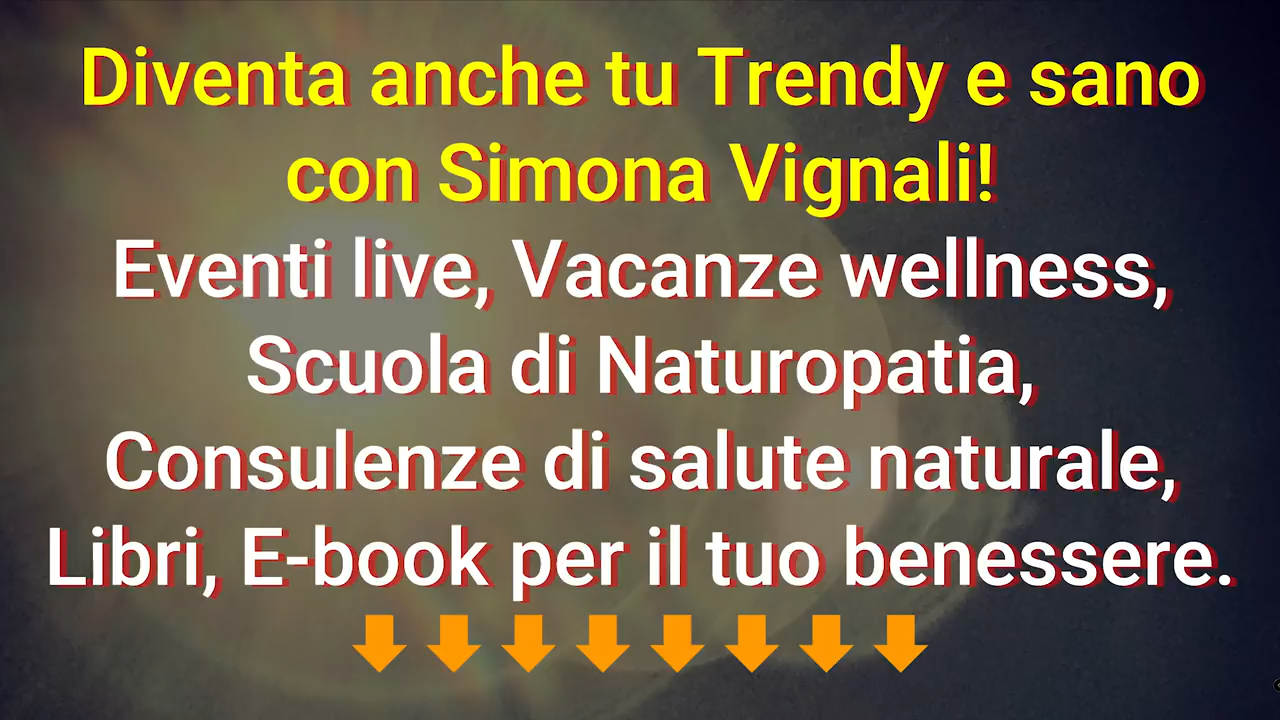 Diventa anche tu Trendy e sano
con Simona Vignali!
Eventi live, Vacanze wellness,
Scuola di Naturopatia,
Consulenze di salute naturale,
Libri, E-book per il tuo benessere.